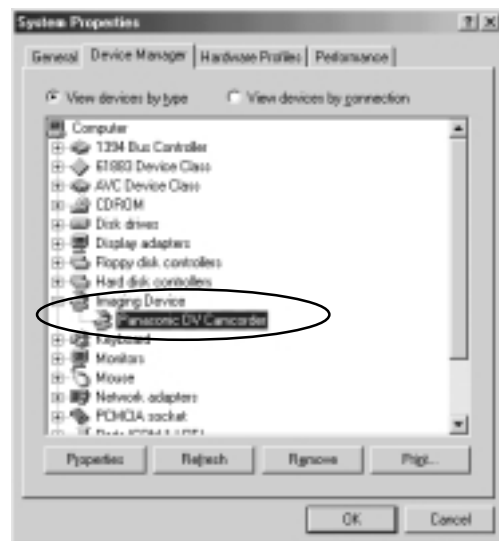 System Properties
General Device Manager Hardware Profiles Performance
View devices by type View devices by connection
Computer
1394 Bus Controller
61883 Device Class
AVC Device Class
CDROM
Disk drives
Display adapters
Floppy disk controllers
Hard disk controllers
Imaging Device
Panasonic DV Camcorder
Keyboard
Monitors
Mouse
Network adapters
PCMCIA socket
Properties Refresh Remove Print...
OK Cancel